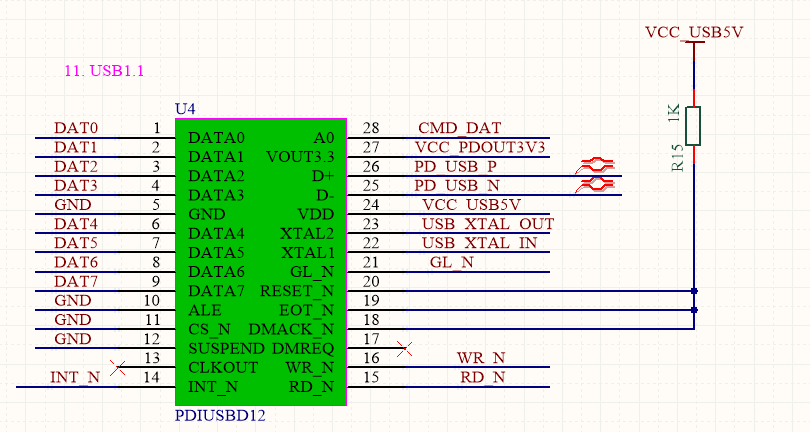 VCC_USB5V
11. USB1.1
1K
R15
U4
DAT0 1 DATA0 A0 28 CMD_DAT
DAT1 2 DATA1 VOUT3.3 27 VCC_PDOUT3V3
DAT2 3 DATA2 D+ 26 PD_USB_P
DAT3 4 DATA3 D- 25 PD_USB_N
GND 5 GND VDD 24 VCC_USB5V
DAT4 6 DATA4 XTAL2 23 USB_XTAL_OUT
DAT5 7 DATA5 XTAL1 22 USB_XTAL_IN
DAT6 8 DATA6 GL_N 21 GL_N
DAT7 9 DATA7 RESET_N 20
GND 10 ALE EOT_N 19
GND 11 CS_N DMACK_N 18
GND 12 SUSPEND DMREQ 17
13 CLKOUT WR_N 16 WR_N
INT_N 14 INT_N RD_N 15 RD_N
PDIUSBD12